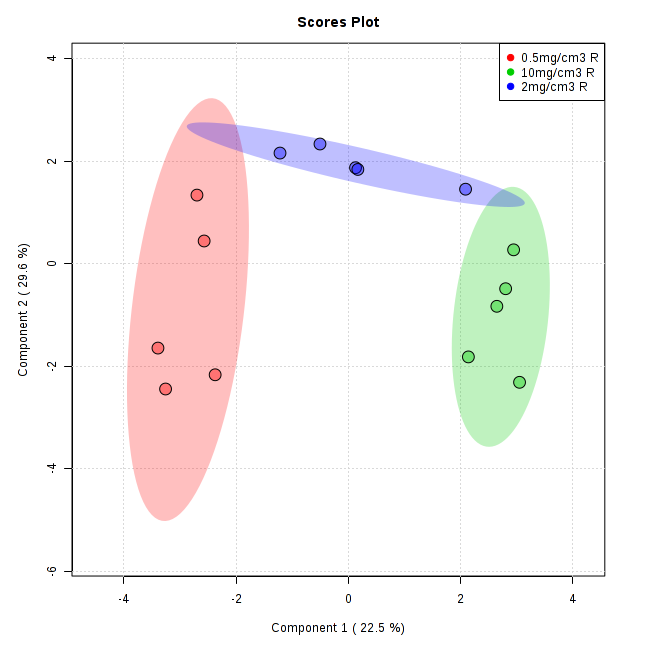 Scores Plot
0.5mg/cm3 R
10mg/cm3 R
2mg/cm3 R
4
2
0
-2
-4
-6
Component 2 ( 29.6 %)
-4
-2
0
2
4
Component 1 ( 22.5 %)